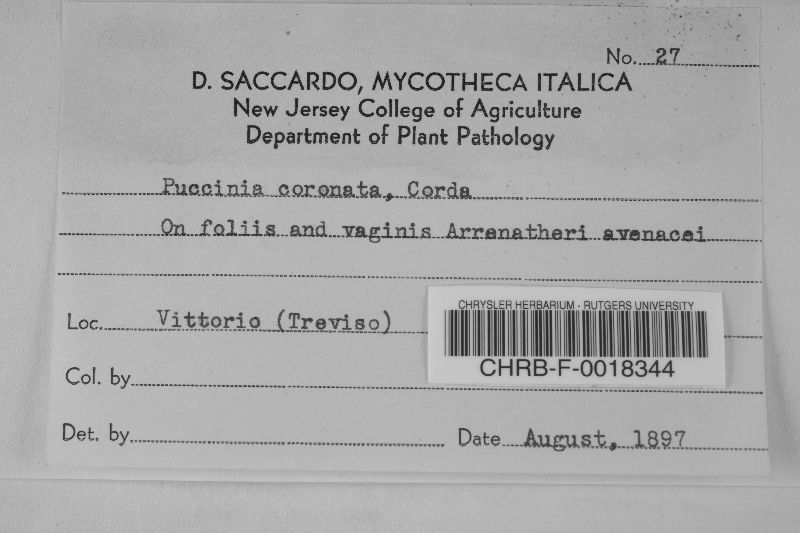 No. 27
D. SACCARDO, MYCOTHECA ITALICA
New Jersey College of Agriculture
Department of Plant Pathology
Puccinia coronata, Corda
On foliis and vaginis Arrenatheri avenacei
Loc. Vittorio (Treviso)
CHRYSLER HERBARIUM - RUTGERS UNIVERSITY
CHRB-F-0018344
Col. by
Det. by
Date August, 1897